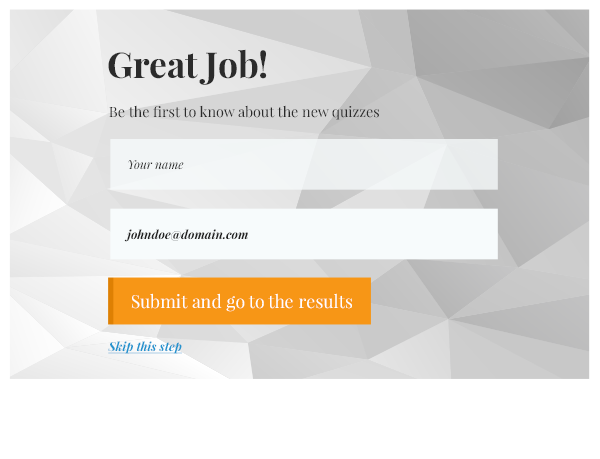 Great Job!
Be the first to know about the new quizzes
Your name
johndoe@domain.com
Submit and go to the results
Skip this step